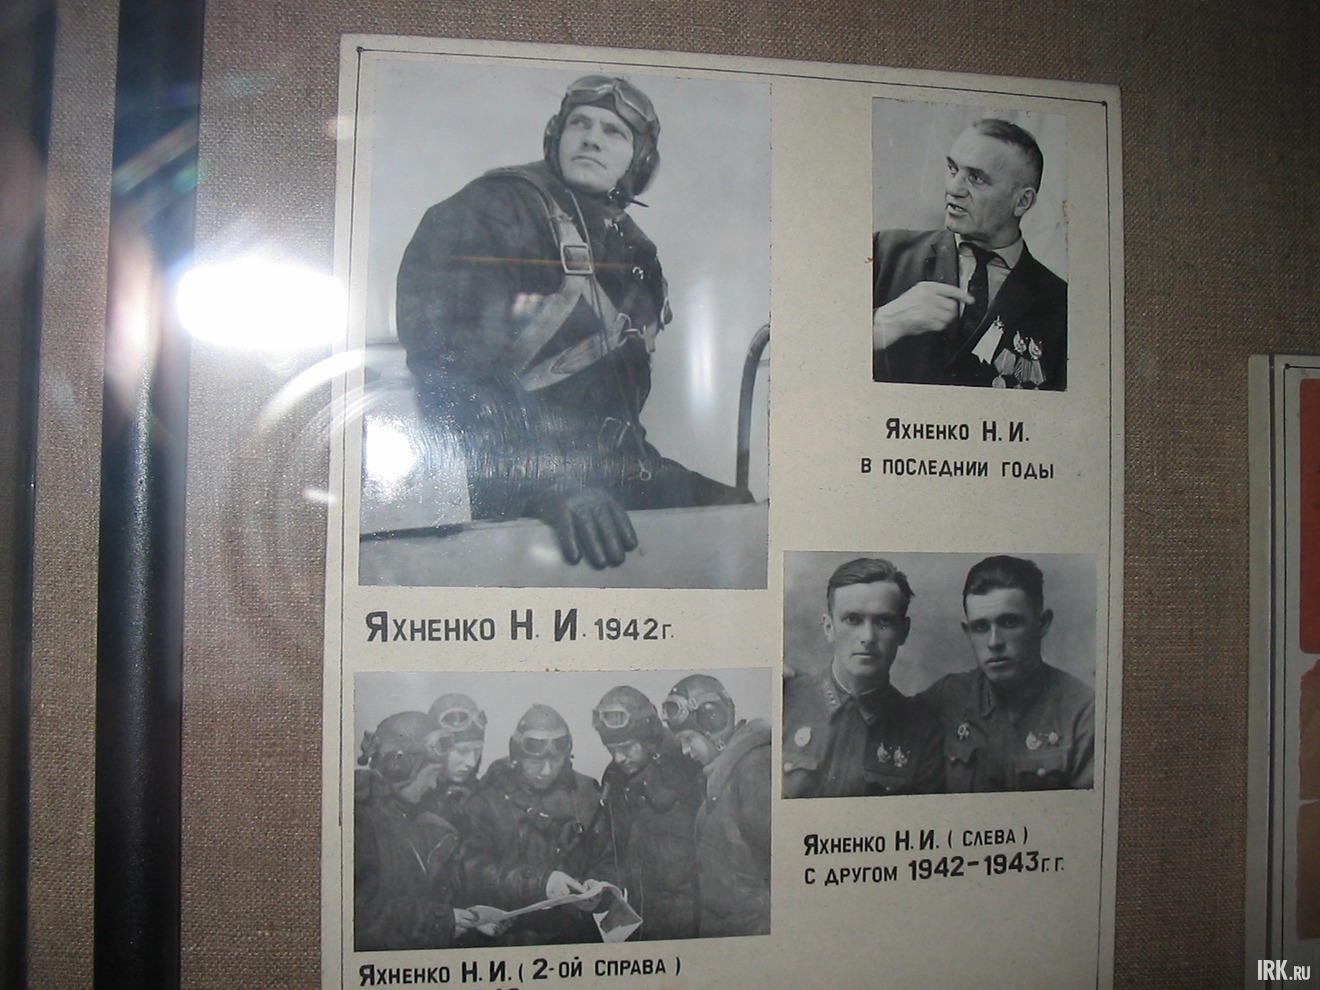 Яхненко Н. И. 1942г.
Яхненко Н. И.
в последнии годы
Яхненко Н. И. (слева)
с другом 1942-1943г.г.
Яхненко Н. И. (2-ой справа)
IRK.RU